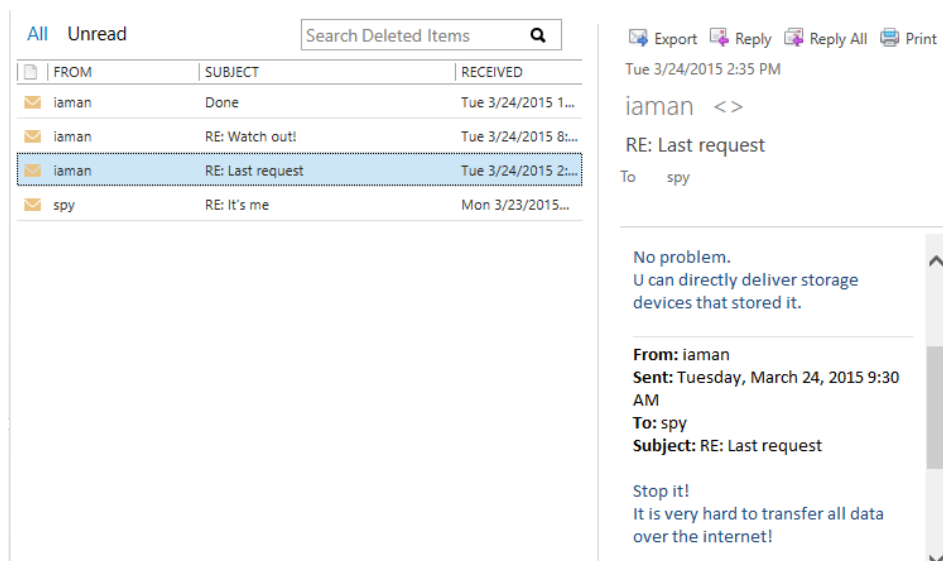 All Unread
Search Deleted Items
FROM SUBJECT RECEIVED
iaman Done Tue 3/24/2015 1...
iaman RE: Watch out! Tue 3/24/2015 8:...
iaman RE: Last request Tue 3/24/2015 2:...
spy RE: It's me Mon 3/23/2015...
Export Reply Reply All Print
Tue 3/24/2015 2:35 PM
iaman <>
RE: Last request
To spy
No problem.
U can directly deliver storage
devices that stored it.
From: iaman
Sent: Tuesday, March 24, 2015 9:30
AM
To: spy
Subject: RE: Last request
Stop it!
It is very hard to transfer all data
over the internet!